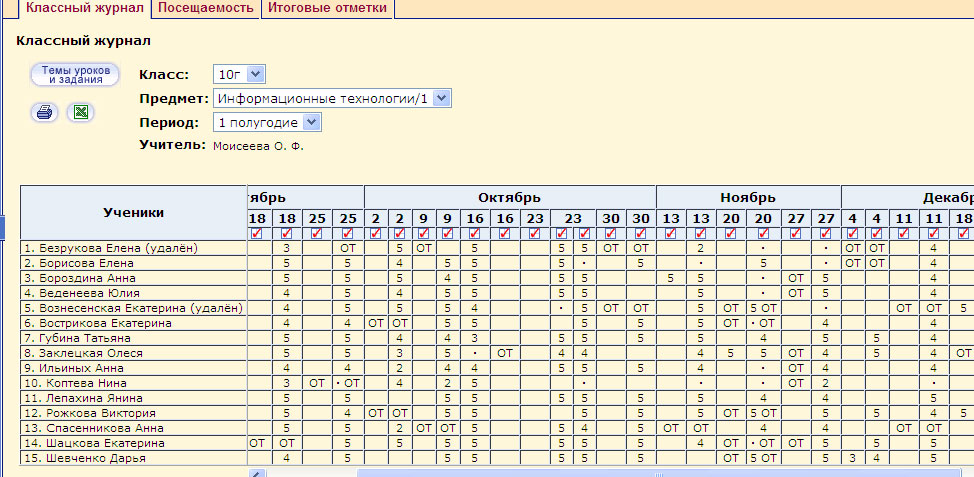 Классный журнал Посещаемость Итоговые отметки
Классный журнал
Темы уроков
и задания
Класс: 10г
Предмет: Информационные технологии/1
Период: 1 полугодие
Учитель: Моисеева О. Ф.
Ученики ябрь Октябрь Ноябрь Декабр
18 18 25 25 2 2 9 9 16 16 23 23 30 30 13 13 20 20 27 27 4 4 11 11 18
1. Безрукова Елена (удалён) 3 ОТ 5 ОТ 5 5 5 ОТ ОТ 2 · · ОТ ОТ 4
2. Борисова Елена 5 5 4 5 5 5 · 5 · 5 · ОТ ОТ 4
3. Бороздина Анна 5 5 5 4 5 5 5 5 5 · ОТ 5 4
4. Веденеева Юлия 4 5 4 5 5 5 5 5 · ОТ 5 4
5. Вознесенская Екатерина (удалён) 4 5 5 5 4 · 5 ОТ ОТ 5 ОТ 5 ОТ · ОТ ОТ 5
6. Вострикова Екатерина 4 4 ОТ ОТ 5 5 5 5 5 ОТ · ОТ 4 4
7. Губина Татьяна 5 5 4 4 3 5 5 5 5 4 5 5 4
8. Заклецкая Олеся 5 5 3 5 · ОТ 4 4 4 5 5 ОТ 4 5 4 ОТ
9. Ильиных Анна 4 4 2 4 4 5 5 5 4 · ОТ 4 4
10. Коптева Нина 3 ОТ · ОТ 4 2 5 · · · ОТ 2 ·
11. Лепахина Янина 5 5 5 5 5 5 5 5 5 4 4 5
12. Рожкова Виктория 5 4 ОТ ОТ 5 5 5 5 5 ОТ 5 ОТ 5 5 4 5
13. Спасенникова Анна 5 5 2 ОТ ОТ 5 5 4 5 ОТ ОТ 4 4 ОТ ОТ
14. Шацкова Екатерина ОТ ОТ 5 5 5 5 5 5 5 4 ОТ · ОТ ОТ 5 5 5
15. Шевченко Дарья 4 5 5 5 5 5 5 ОТ 5 ОТ 5 3 4 5